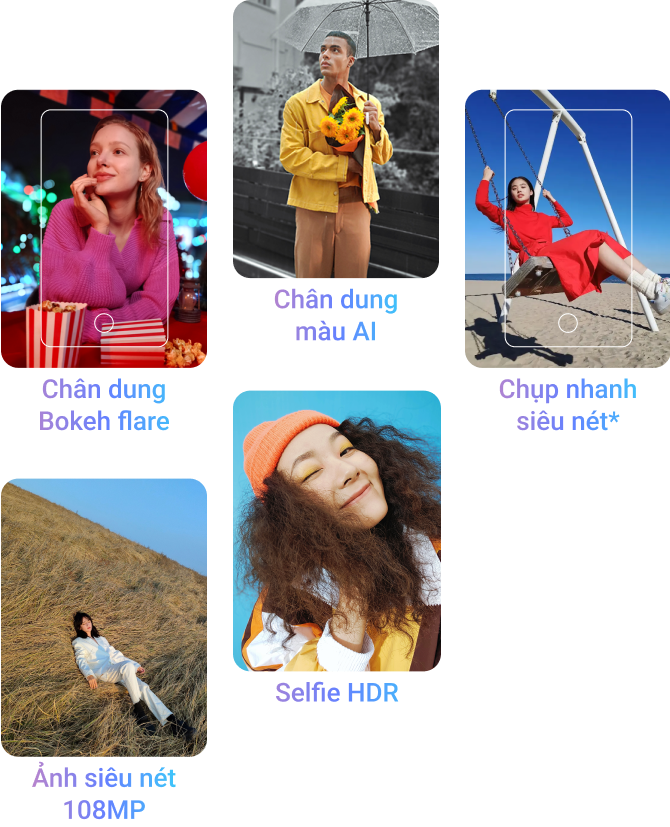 Chân dung
màu AI
Chân dung
Bokeh flare
Chụp nhanh
siêu nét*
Selfie HDR
Ảnh siêu nét
108MP